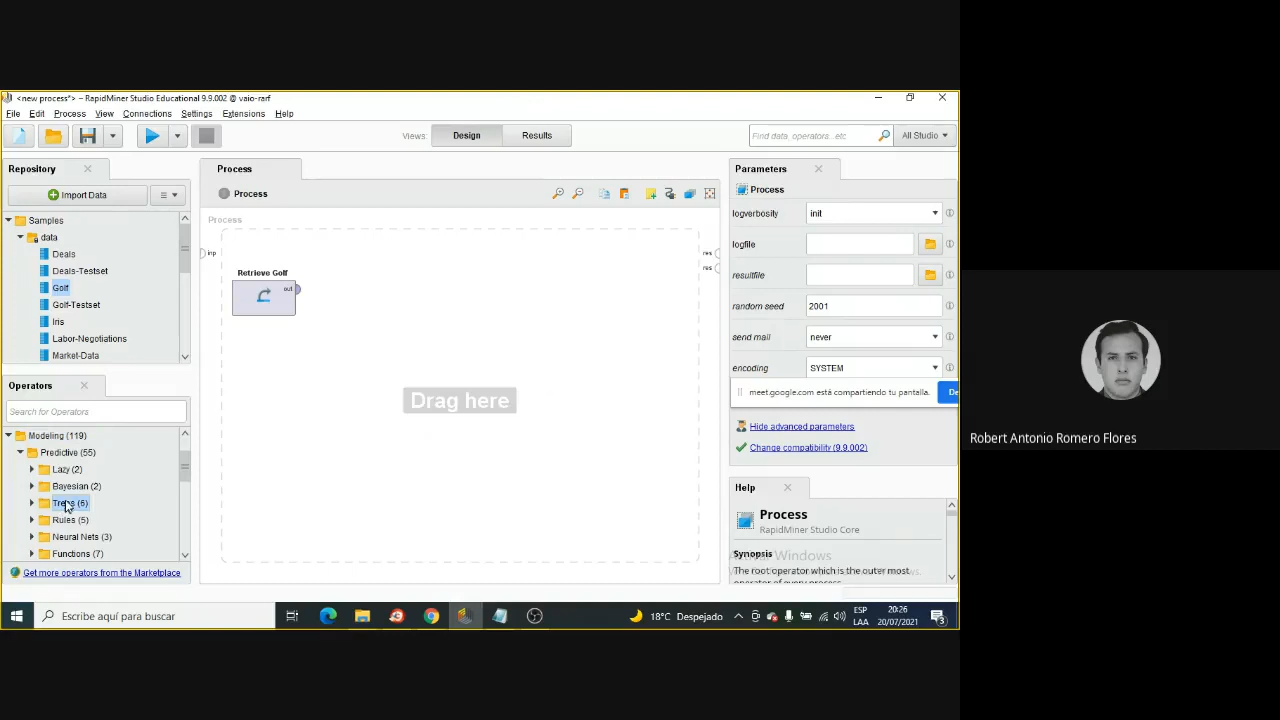 <new process*> – RapidMiner Studio Educational 9.9.002 @ vaio-rarf
File Edit Process View Connections Settings Extensions Help
Views: Design Results
Find data, operators...etc
All Studio
Repository
Import Data
Samples
data
Deals
Deals-Testset
Golf
Golf-Testset
Iris
Labor-Negotiations
Market-Data
Operators
Search for Operators
Modeling (119)
Predictive (55)
Lazy (2)
Bayesian (2)
Trees (6)
Rules (5)
Neural Nets (3)
Functions (7)
Get more operators from the Marketplace
Process
Process
Process
inp
res
res
Retrieve Golf
out
Drag here
Parameters
Process
logverbosity init
logfile
resultfile
random seed 2001
send mail never
encoding SYSTEM
meet.google.com está compartiendo tu pantalla.
Hide advanced parameters
Change compatibility (9.9.002)
Help
Process
RapidMiner Studio Core
Synopsis
The root operator which is the outer most
operator of every process.
Escribe aquí para buscar
18°C Despejado
ESP
LAA
20:26
20/07/2021
3
Robert Antonio Romero Flores